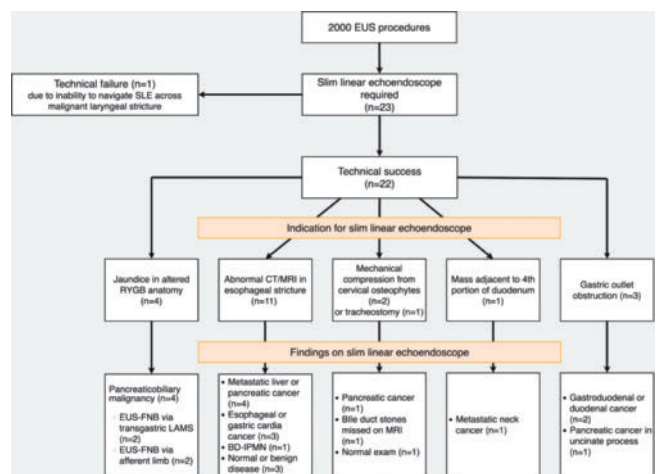 2000 EUS procedures
Technical failure (n=1)
due to inability to navigate SLE across
malignant laryngeal stricture
Slim linear echoendoscope
required
(n=23)
Technical success
(n=22)
Indication for slim linear echoendoscope
Jaundice in altered
RYGB anatomy
(n=4)
Abnormal CT/MRI in
esophageal stricture
(n=11)
Mechanical
compression from
cervical osteophytes
(n=2)
or tracheostomy (n=1)
Mass adjacent to 4th
portion of duodenum
(n=1)
Gastric outlet
obstruction (n=3)
Findings on slim linear echoendoscope
Pancreaticobiliary
malignancy (n=4)
EUS-FNB via
transgastric LAMS
(n=2)
EUS-FNB via
afferent limb (n=2)
• Metastatic liver or
pancreatic cancer
(n=4)
• Esophageal or
gastric cardia
cancer (n=3)
• BD-IPMN (n=1)
• Normal or benign
disease (n=3)
• Pancreatic cancer
(n=1)
• Bile duct stones
missed on MRI
(n=1)
• Normal exam (n=1)
• Metastatic neck
cancer (n=1)
• Gastroduodenal or
duodenal cancer
(n=2)
• Pancreatic cancer in
uncinate process
(n=1)